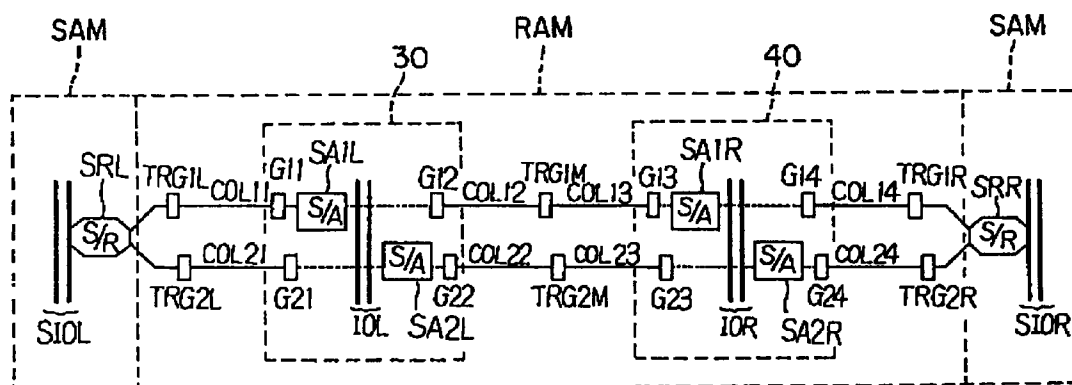 SAM RAM SAM
30 40
SA1L SA1R
TRG1L G11 G12 TRG1M G13 G14 TRG1R
SRL COL11 COL12 COL13 COL14 SRR
S/A S/A
S/R S/R
COL21 S/A COL22 COL23 S/A COL24
TRG2L G21 G22 TRG2M G23 G24 TRG2R
SIOL IOL SA2L IOR SA2R SIOR